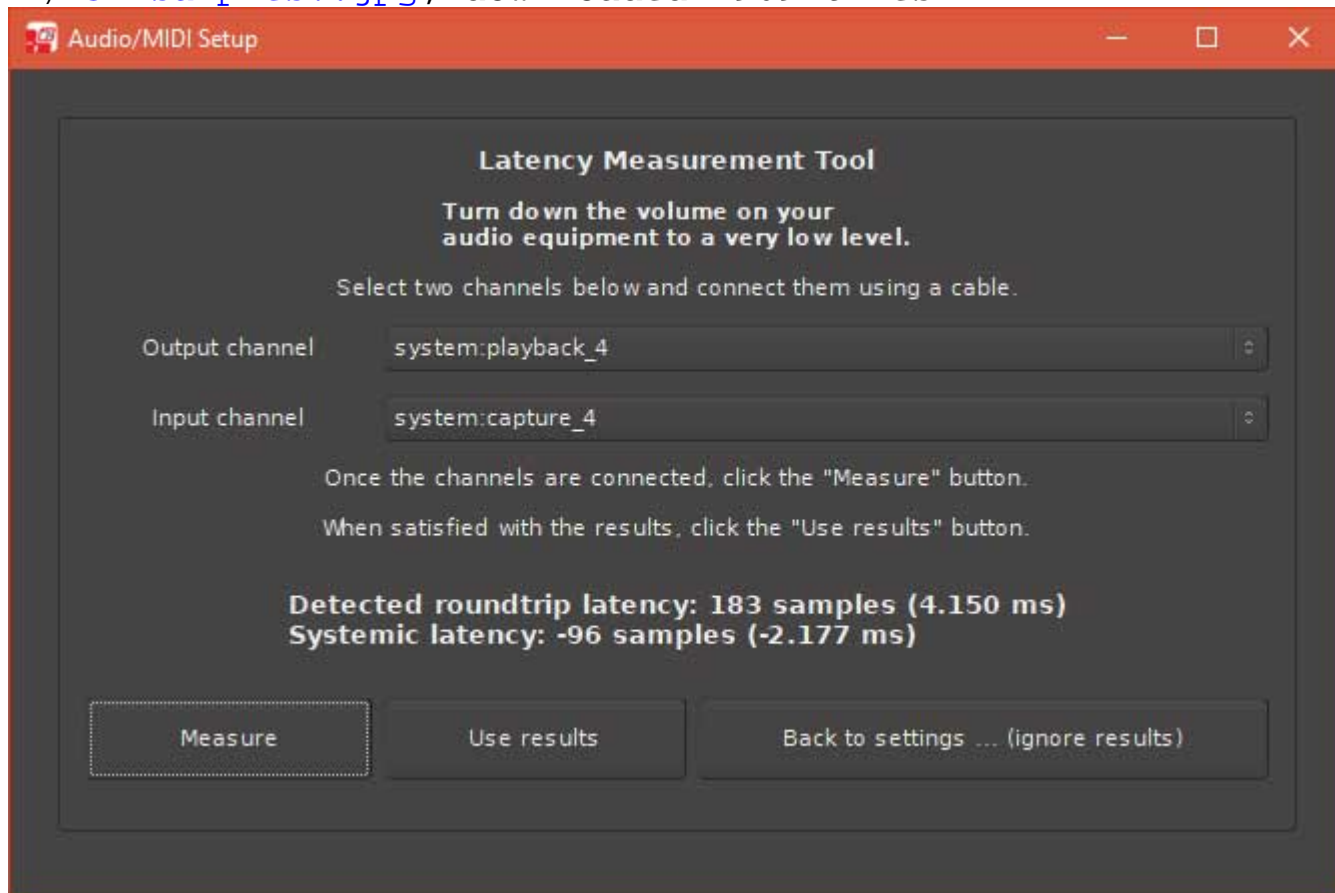 Audio/MIDI Setup
Latency Measurement Tool
Turn down the volume on your
audio equipment to a very low level.
Select two channels below and connect them using a cable.
Output channel system:playback_4
Input channel system:capture_4
Once the channels are connected, click the "Measure" button.
When satisfied with the results, click the "Use results" button.
Detected roundtrip latency: 183 samples (4.150 ms)
Systemic latency: -96 samples (-2.177 ms)
Measure Use results Back to settings ... (ignore results)